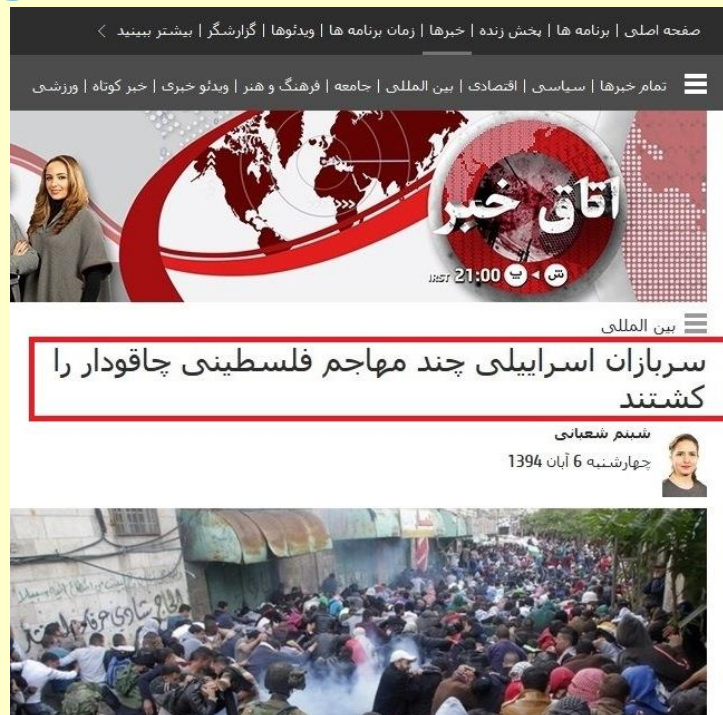 صفحه اصلی | برنامه ها | پخش زنده | خبرها | زمان برنامه ها | ویدئوها | گزارشگر | بیشتر ببینید
تمام خبرها | سیاسی | اقتصادی | بین المللی | جامعه | فرهنگ و هنر | ویدئو خبری | خبر کوتاه | ورزشی
اتاق خبر
ش ◂ پ 21:00 IRST
بین المللی
سربازان اسراییلی چند مهاجم فلسطینی چاقودار را
کشتند
شبنم شعبانی
چهارشنبه 6 آبان 1394